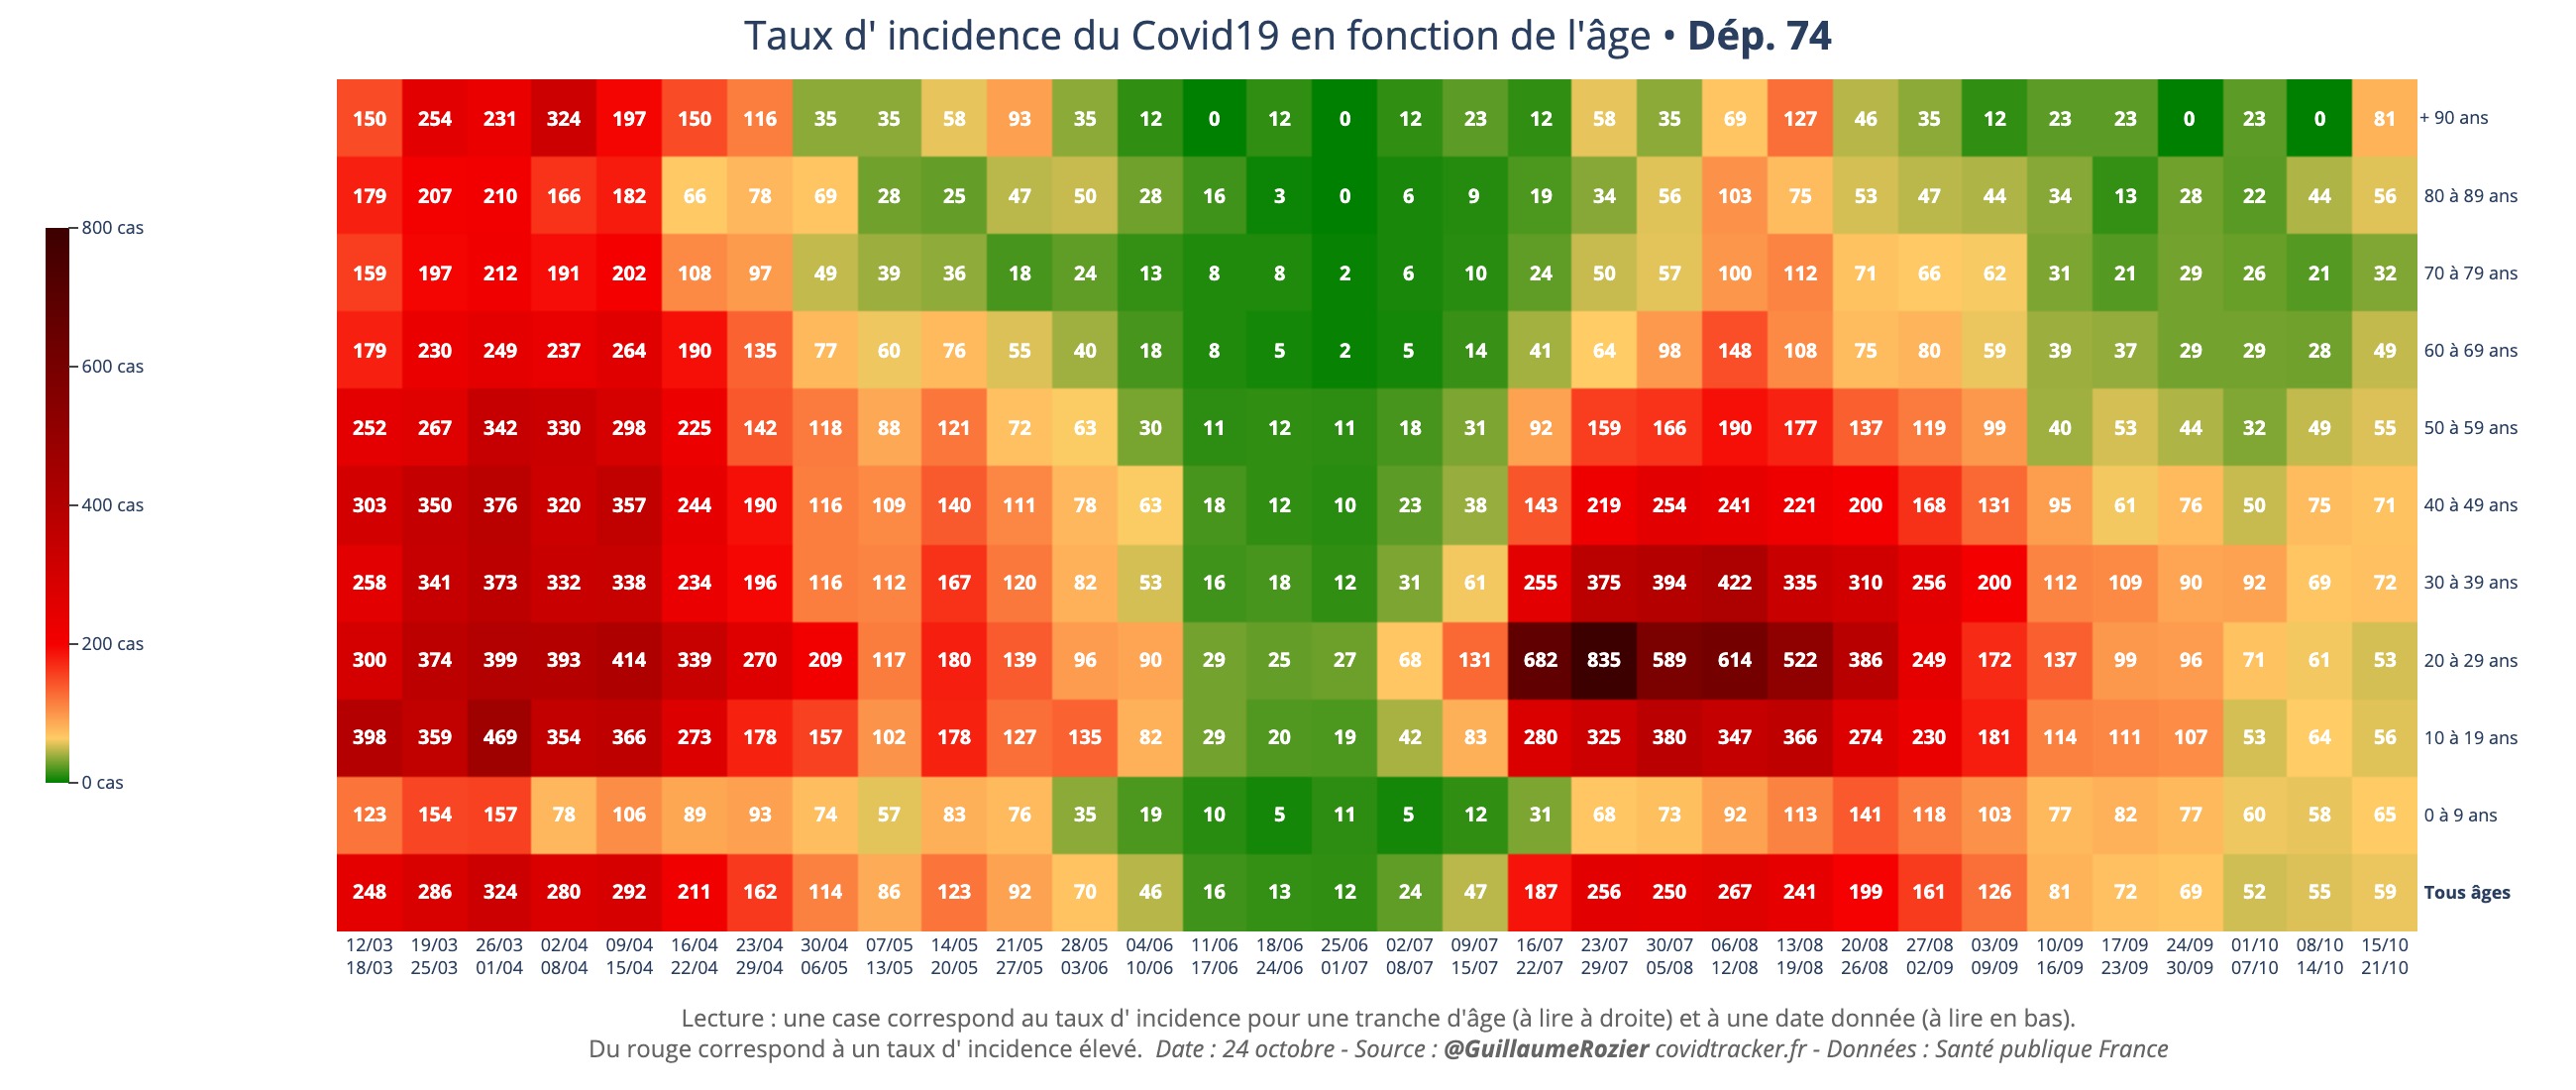 Taux d' incidence du Covid19 en fonction de l'âge • Dép. 74
800 cas
600 cas
400 cas
200 cas
0 cas
150 254 231 324 197 150 116 35 35 58 93 35 12 0 12 0 12 23 12 58 35 69 127 46 35 12 23 23 0 23 0 81 + 90 ans
179 207 210 166 182 66 78 69 28 25 47 50 28 16 3 0 6 9 19 34 56 103 75 53 47 44 34 13 28 22 44 56 80 à 89 ans
159 197 212 191 202 108 97 49 39 36 18 24 13 8 8 2 6 10 24 50 57 100 112 71 66 62 31 21 29 26 21 32 70 à 79 ans
179 230 249 237 264 190 135 77 60 76 55 40 18 8 5 2 5 14 41 64 98 148 108 75 80 59 39 37 29 29 28 49 60 à 69 ans
252 267 342 330 298 225 142 118 88 121 72 63 30 11 12 11 18 31 92 159 166 190 177 137 119 99 40 53 44 32 49 55 50 à 59 ans
303 350 376 320 357 244 190 116 109 140 111 78 63 18 12 10 23 38 143 219 254 241 221 200 168 131 95 61 76 50 75 71 40 à 49 ans
258 341 373 332 338 234 196 116 112 167 120 82 53 16 18 12 31 61 255 375 394 422 335 310 256 200 112 109 90 92 69 72 30 à 39 ans
300 374 399 393 414 339 270 209 117 180 139 96 90 29 25 27 68 131 682 835 589 614 522 386 249 172 137 99 96 71 61 53 20 à 29 ans
398 359 469 354 366 273 178 157 102 178 127 135 82 29 20 19 42 83 280 325 380 347 366 274 230 181 114 111 107 53 64 56 10 à 19 ans
123 154 157 78 106 89 93 74 57 83 76 35 19 10 5 11 5 12 31 68 73 92 113 141 118 103 77 82 77 60 58 65 0 à 9 ans
248 286 324 280 292 211 162 114 86 123 92 70 46 16 13 12 24 47 187 256 250 267 241 199 161 126 81 72 69 52 55 59 Tous âges
12/03 19/03 26/03 02/04 09/04 16/04 23/04 30/04 07/05 14/05 21/05 28/05 04/06 11/06 18/06 25/06 02/07 09/07 16/07 23/07 30/07 06/08 13/08 20/08 27/08 03/09 10/09 17/09 24/09 01/10 08/10 15/10
18/03 25/03 01/04 08/04 15/04 22/04 29/04 06/05 13/05 20/05 27/05 03/06 10/06 17/06 24/06 01/07 08/07 15/07 22/07 29/07 05/08 12/08 19/08 26/08 02/09 09/09 16/09 23/09 30/09 07/10 14/10 21/10
Lecture : une case correspond au taux d' incidence pour une tranche d'âge (à lire à droite) et à une date donnée (à lire en bas).
Du rouge correspond à un taux d' incidence élevé. Date : 24 octobre - Source : @GuillaumeRozier covidtracker.fr - Données : Santé publique France